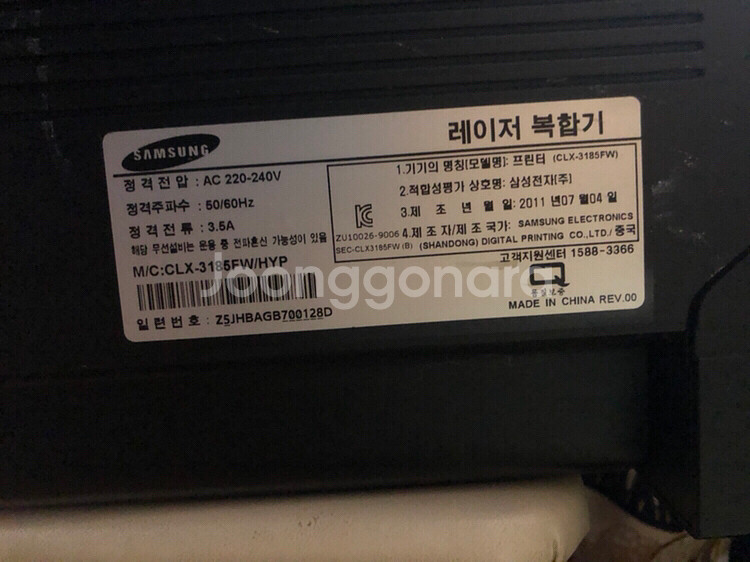 레이저 복합기
SAMSUNG
정격전압 : AC 220-240V
정격주파수 : 50/60Hz
정격전류 : 3.5A
해당 무선설비는 운용 중 전파혼신 가능성이 있음
M/C:CLX-3185FW/HYP
일련번호 : Z5JHBAGB700128D
1.기기의 명칭[모델명]: 프린터 (CLX-3185FW)
2.적합성평가 상호명: 삼성전자(주)
3.제 조 년 월 일 : 2011 년07 월04 일
4.제조자/제조국가: SAMSUNG ELECTRONICS
(SHANDONG) DIGITAL PRINTING CO.,LTD./중국
ZU10026-9006
SEC-CLX3185FW (B)
고객지원센터 1588-3366
Q
품질보증
MADE IN CHINA REV.00
Joonggonara